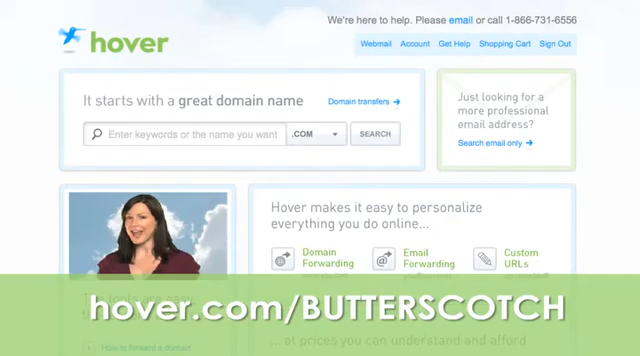 We're here to help. Please email or call 1-866-731-6556
hover
Webmail Account Get Help Shopping Cart Sign Out
It starts with a great domain name
Domain transfers
Enter keywords or the name you want
.COM
SEARCH
Just looking for a
more professional
email address?
Search email only
Hover makes it easy to personalize
everything you do online...
Domain
Forwarding
Email
Forwarding
Custom
URLs
hover.com/BUTTERSCOTCH
How to forward a domain
... at prices you can understand and afford